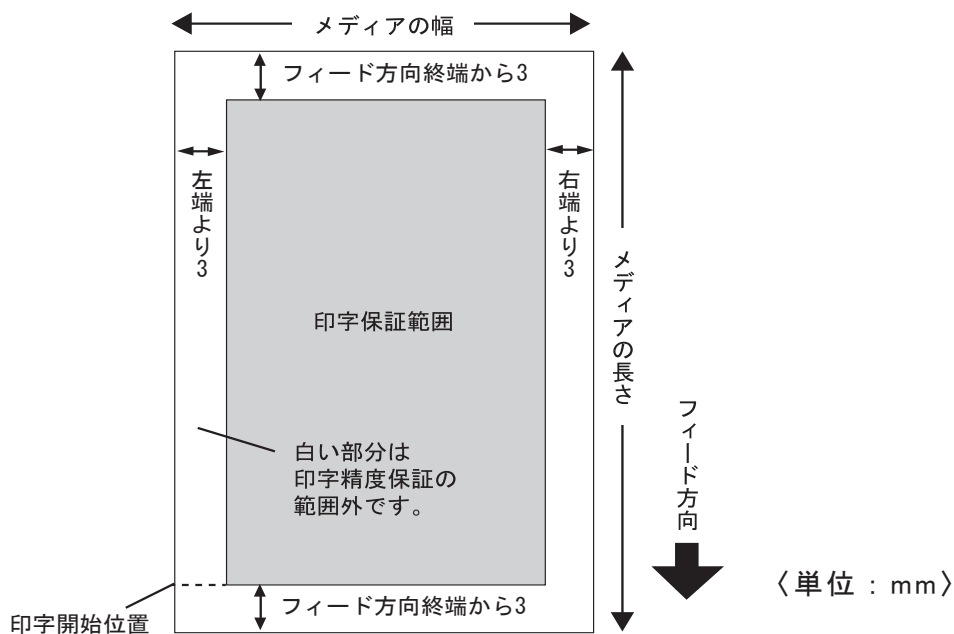 メディアの幅
フィード方向終端から3
左端より3
右端より3
メディアの長さ
印字保証範囲
白い部分は
印字精度保証の
範囲外です。
フィード方向
フィード方向終端から3
印字開始位置
〈単位：mm〉